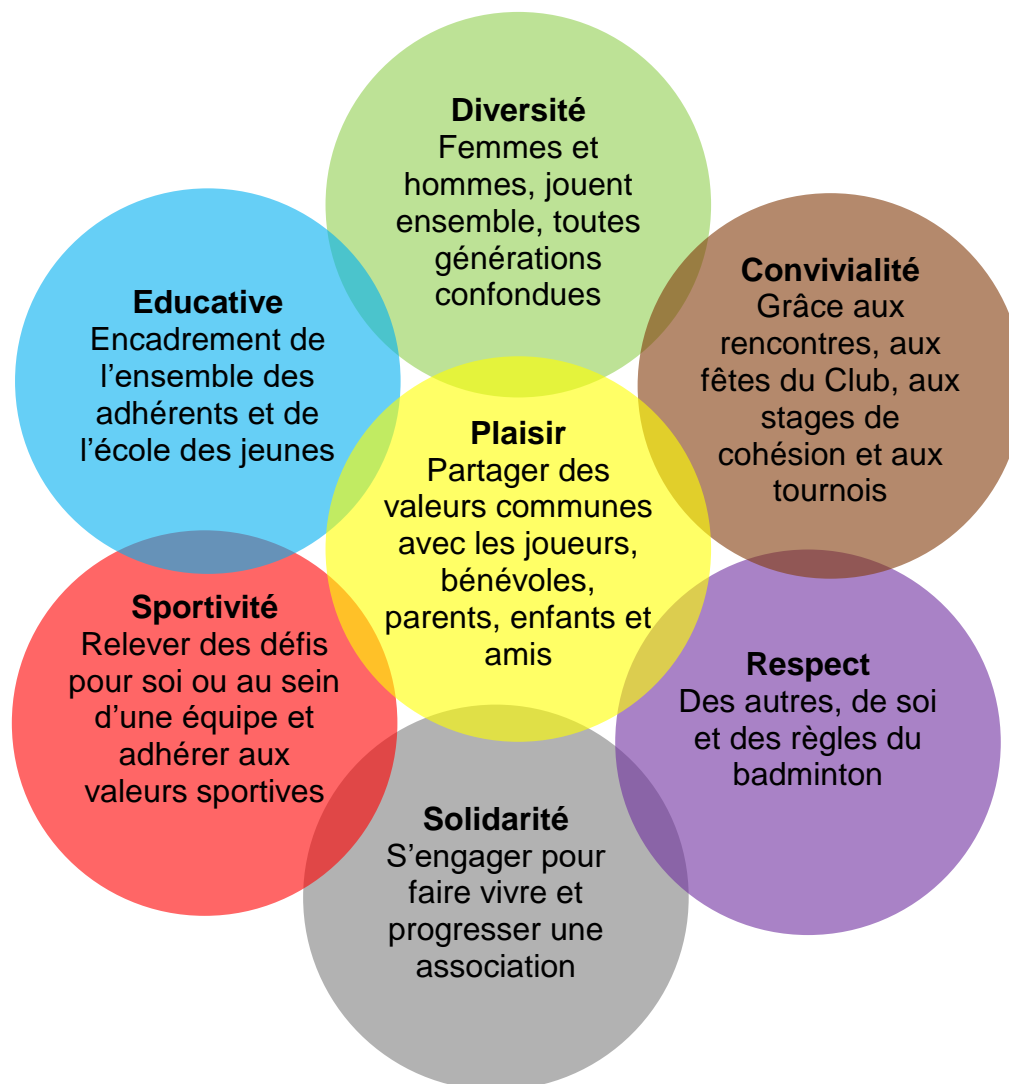 Diversité
Femmes et
hommes, jouent
ensemble, toutes
générations
confondues
Educative
Encadrement de
l’ensemble des
adhérents et de
l’école des jeunes
Convivialité
Grâce aux
rencontres, aux
fêtes du Club, aux
stages de
cohésion et aux
tournois
Plaisir
Partager des
valeurs communes
avec les joueurs,
bénévoles,
parents, enfants et
amis
Sportivité
Relever des défis
pour soi ou au sein
d’une équipe et
adhérer aux
valeurs sportives
Respect
Des autres, de soi
et des règles du
badminton
Solidarité
S’engager pour
faire vivre et
progresser une
association